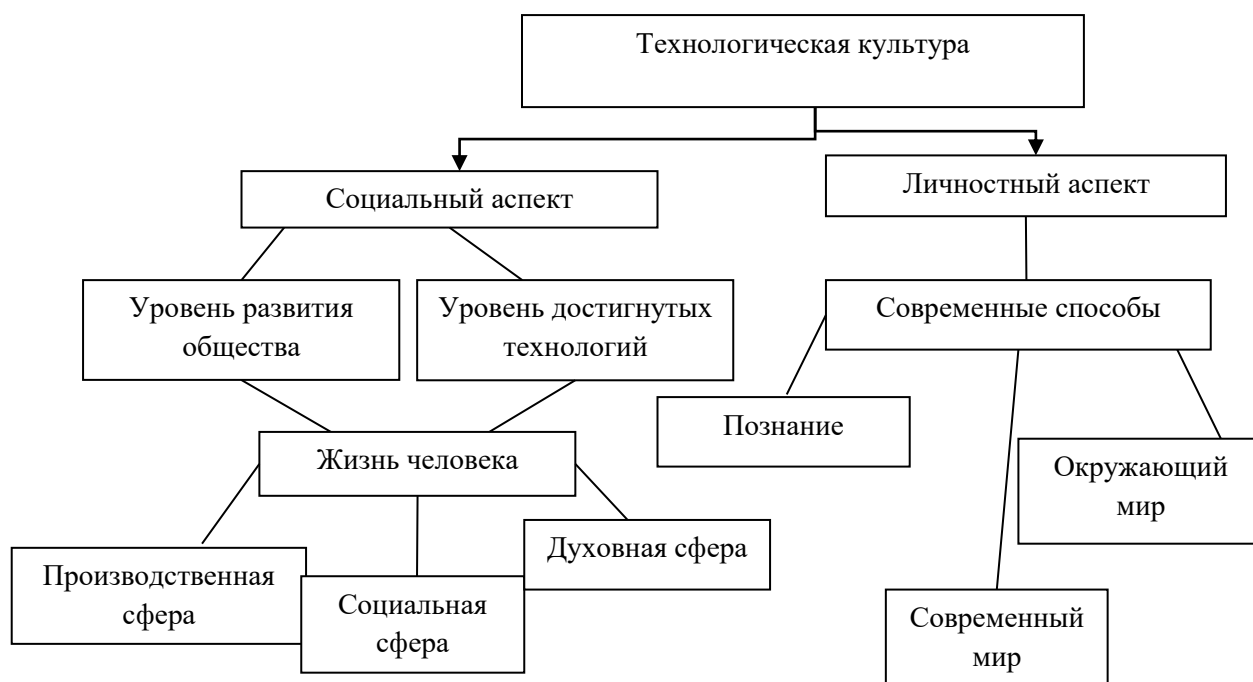 Технологическая культура
Социальный аспект
Личностный аспект
Уровень развития
общества
Уровень достигнутых
технологий
Современные способы
Познание
Жизнь человека
Окружающий
мир
Духовная сфера
Производственная
сфера
Социальная
сфера
Современный
мир